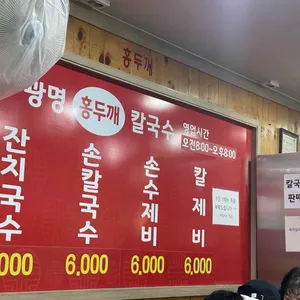 홍두깨
광명 홍두깨 칼국수 영업시간
오전8:00~오후8:00
잔치국수
손칼국수
손수제비
칼제비
000
6,000
6,000
6,000
칼국
판매